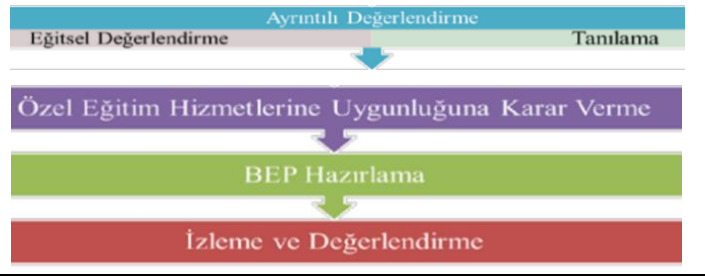 Ayrıntılı Değerlendirme
Eğitsel Değerlendirme Tanılama
Özel Eğitim Hizmetlerine Uygunluğuna Karar Verme
BEP Hazırlama
İzleme ve Değerlendirme